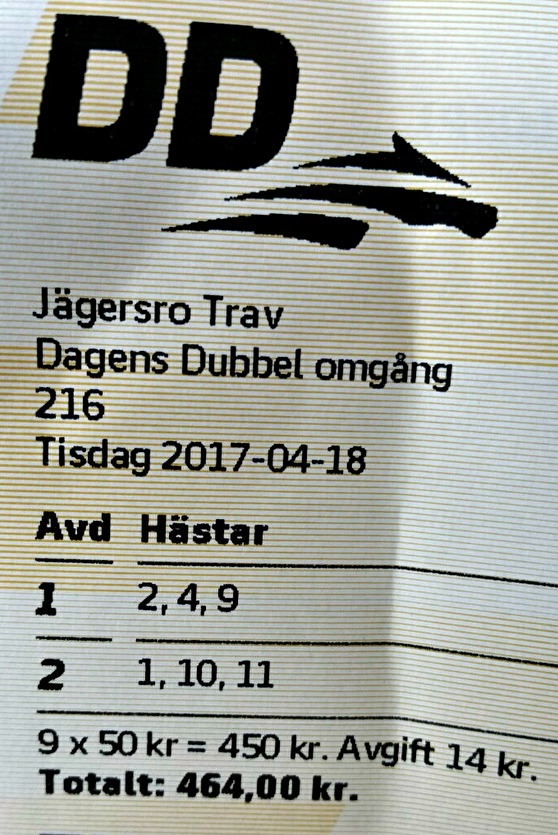 DD
Jägersro Trav
Dagens Dubbel omgång
216
Tisdag 2017-04-18
Avd Hästar
1 2, 4, 9
2 1, 10, 11
9 x 50 kr = 450 kr. Avgift 14 kr.
Totalt: 464,00 kr.